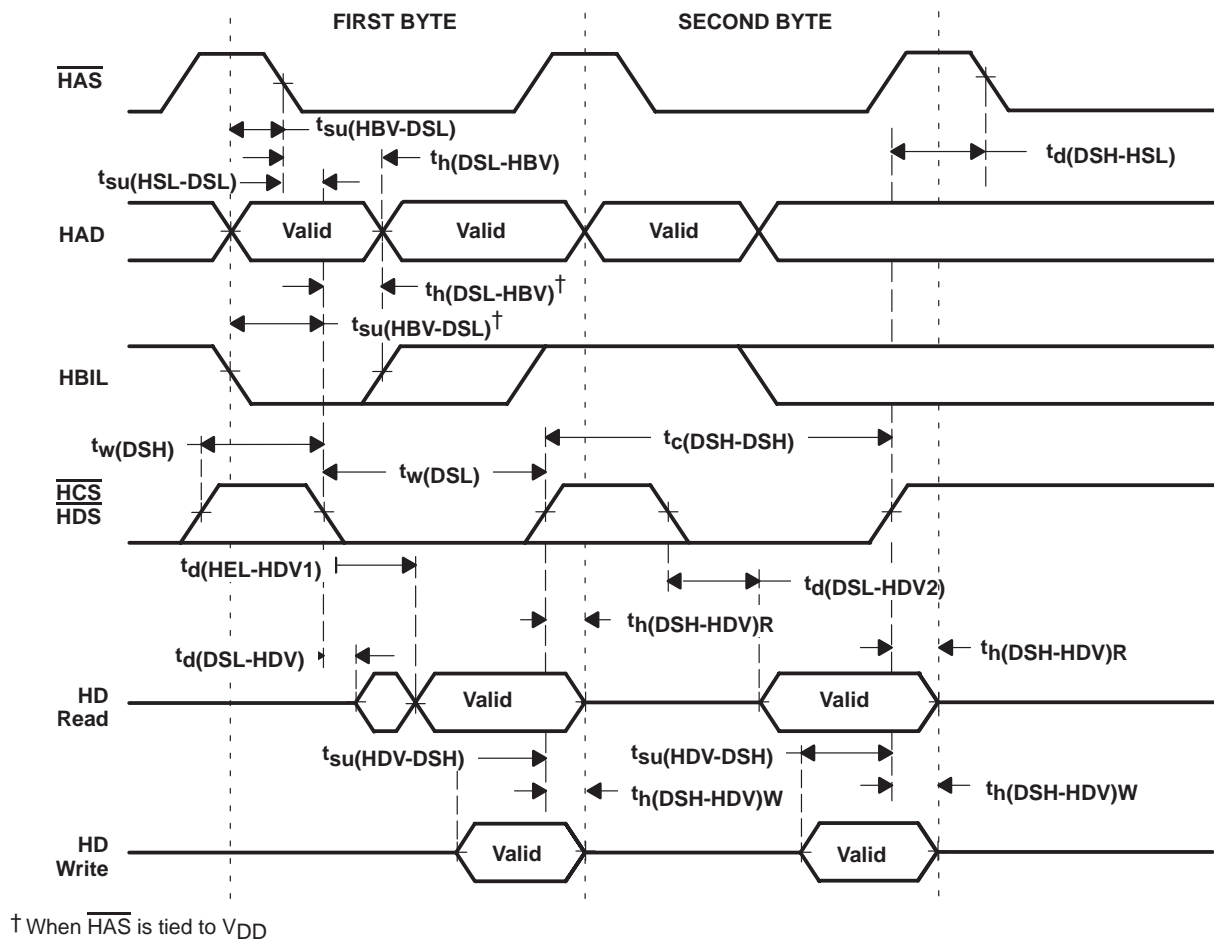 FIRST BYTE SECOND BYTE
HAS
tsu(HBV-DSL)
th(DSL-HBV)
td(DSH-HSL)
tsu(HSL-DSL)
HAD Valid Valid Valid
th(DSL-HBV)†
tsu(HBV-DSL)†
HBIL
tw(DSH) tc(DSH-DSH)
tw(DSL)
HCS
HDS
td(HEL-HDV1) td(DSL-HDV2)
th(DSH-HDV)R
td(DSL-HDV) th(DSH-HDV)R
HD
Read
Valid Valid
tsu(HDV-DSH) tsu(HDV-DSH)
th(DSH-HDV)W th(DSH-HDV)W
HD
Write
Valid Valid
† When HAS is tied to VDD